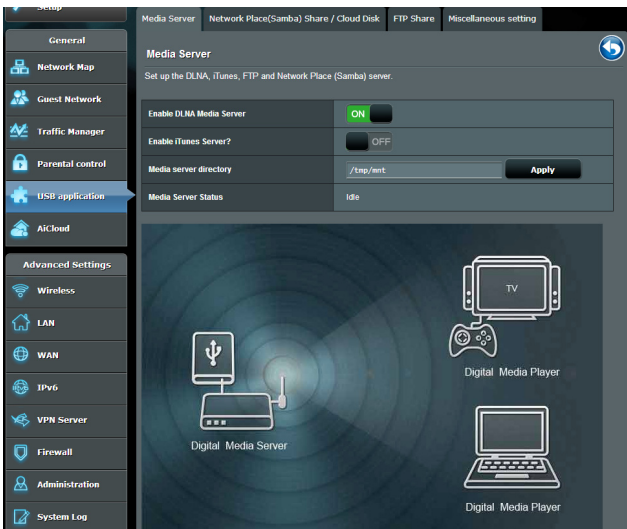 Setup
General
Network Map
Guest Network
Traffic Manager
Parental control
USB application
AiCloud
Advanced Settings
Wireless
LAN
WAN
IPv6
IPv6
VPN Server
Firewall
Administration
System Log
Media Server
Network Place(Samba) Share / Cloud Disk
FTP Share
Miscellaneous setting
Media Server
Set up the DLNA, iTunes, FTP and Network Place (Samba) server.
Enable DLNA Media Server
ON
Enable iTunes Server?
OFF
Media server directory
/tmp/mnt
Apply
Media Server Status
Idle
TV
Digital Media Player
Digital Media Server
Digital Media Player